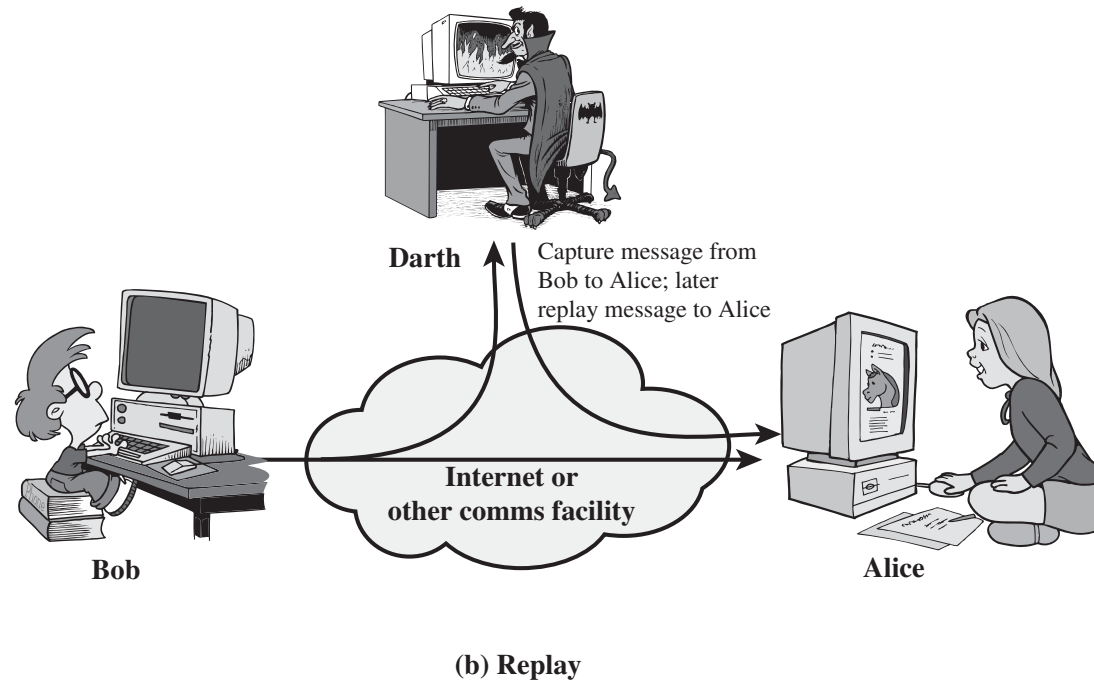 Darth
Capture message from
Bob to Alice; later
replay message to Alice
Internet or
other comms facility
Bob
Alice
(b) Replay